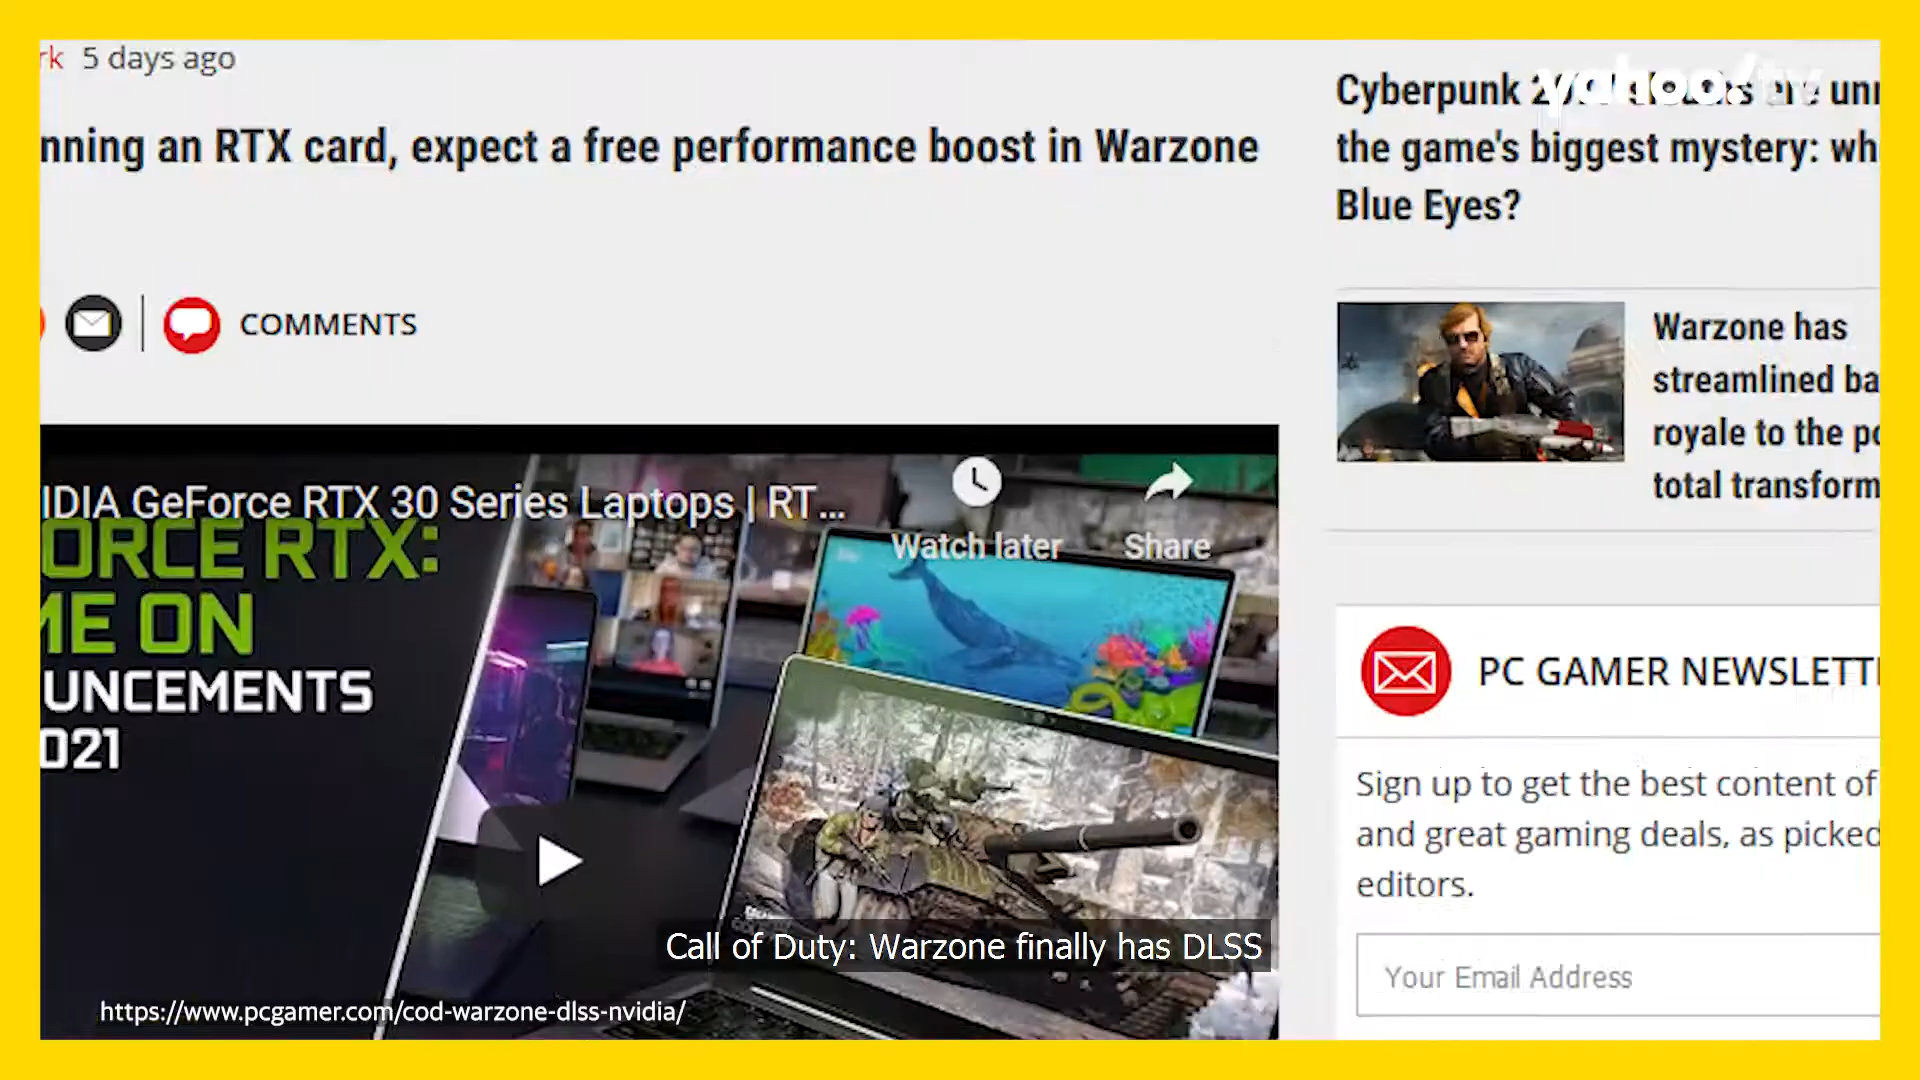 rk 5 days ago
nning an RTX card, expect a free performance boost in Warzone
COMMENTS
IDIA GeForce RTX 30 Series Laptops | RT...
Watch later
Share
ORCE RTX:
ME ON
UNCEMENTS
021
Call of Duty: Warzone finally has DLSS
https://www.pcgamer.com/cod-warzone-dlss-nvidia/
yahoo! tv
Cyberpunk
the game's biggest mystery: wh
Blue Eyes?
Warzone has
streamlined ba
royale to the po
total transform
PC GAMER NEWSLETT
Sign up to get the best content of
and great gaming deals, as picked
editors.
Your Email Address